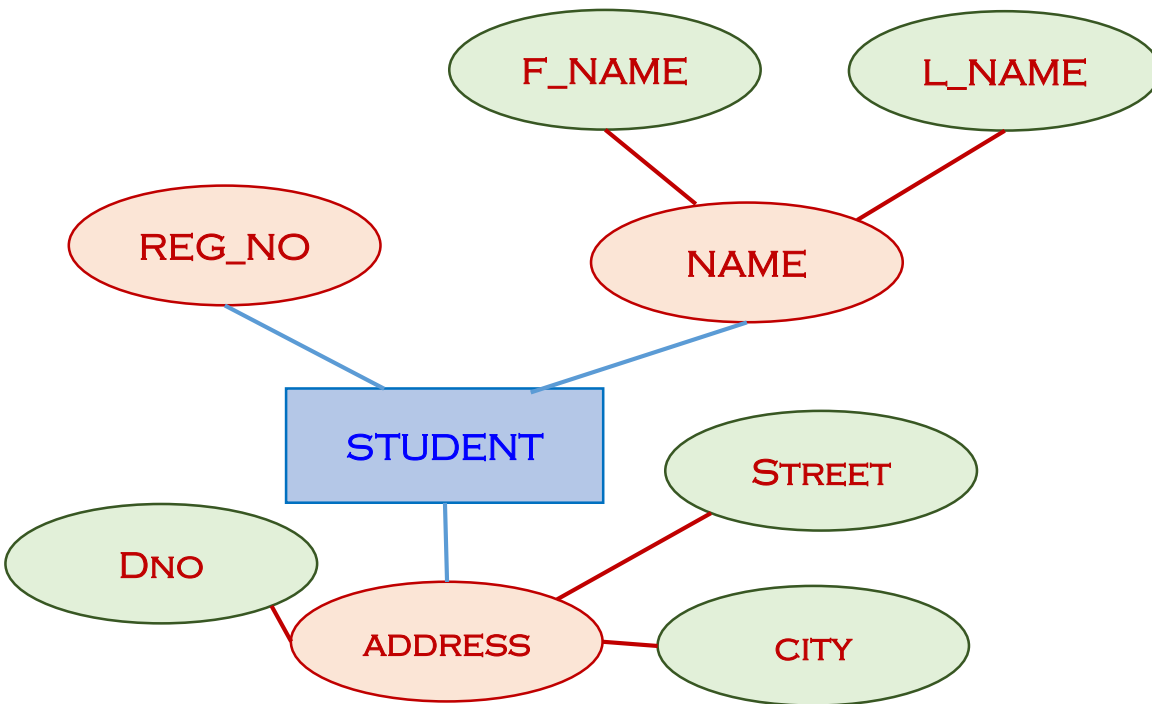 F_NAME
L_NAME
REG_NO
NAME
STUDENT
Street
Dno
ADDRESS
CITY